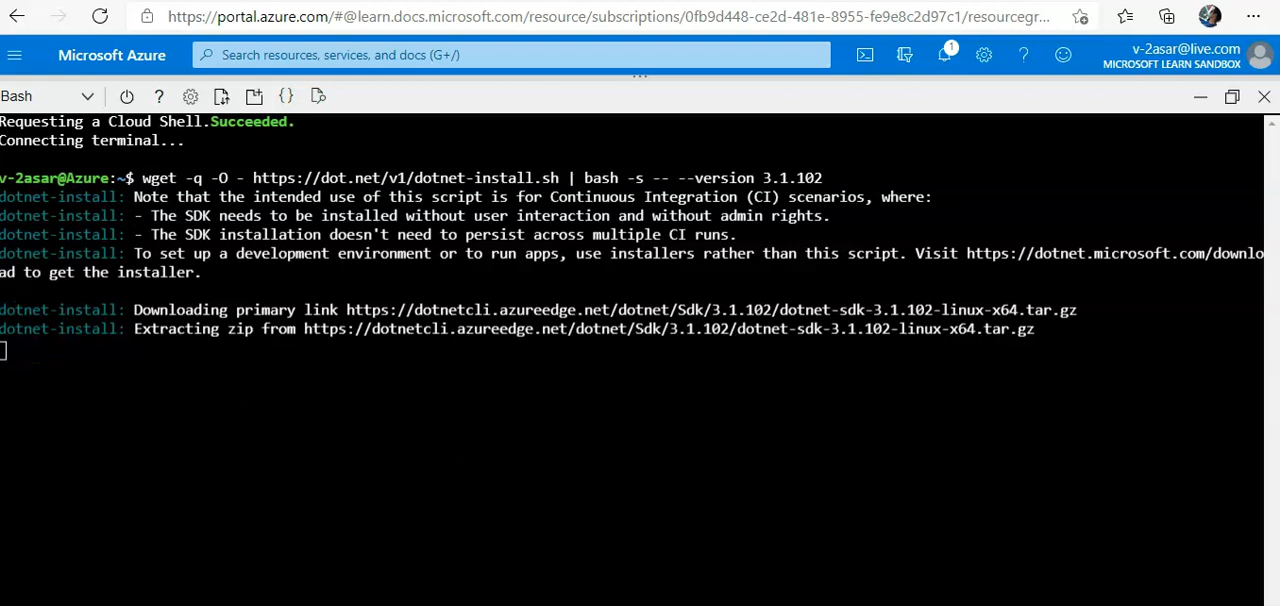 https://portal.azure.com/#@learn.docs.microsoft.com/resource/subscriptions/0fb9d448-ce2d-481e-8955-fe9e8c2d97c1/resourcegr...
Microsoft Azure
Search resources, services, and docs (G+/)
1
v-2asar@live.com
MICROSOFT LEARN SANDBOX
Bash
Requesting a Cloud Shell.Succeeded.
Connecting terminal...
v-2asar@Azure:~$ wget -q -O - https://dot.net/v1/dotnet-install.sh | bash -s -- --version 3.1.102
dotnet-install: Note that the intended use of this script is for Continuous Integration (CI) scenarios, where:
dotnet-install: - The SDK needs to be installed without user interaction and without admin rights.
dotnet-install: - The SDK installation doesn't need to persist across multiple CI runs.
dotnet-install: To set up a development environment or to run apps, use installers rather than this script. Visit https://dotnet.microsoft.com/downlo
ad to get the installer.
dotnet-install: Downloading primary link https://dotnetcli.azureedge.net/dotnet/Sdk/3.1.102/dotnet-sdk-3.1.102-linux-x64.tar.gz
dotnet-install: Extracting zip from https://dotnetcli.azureedge.net/dotnet/Sdk/3.1.102/dotnet-sdk-3.1.102-linux-x64.tar.gz